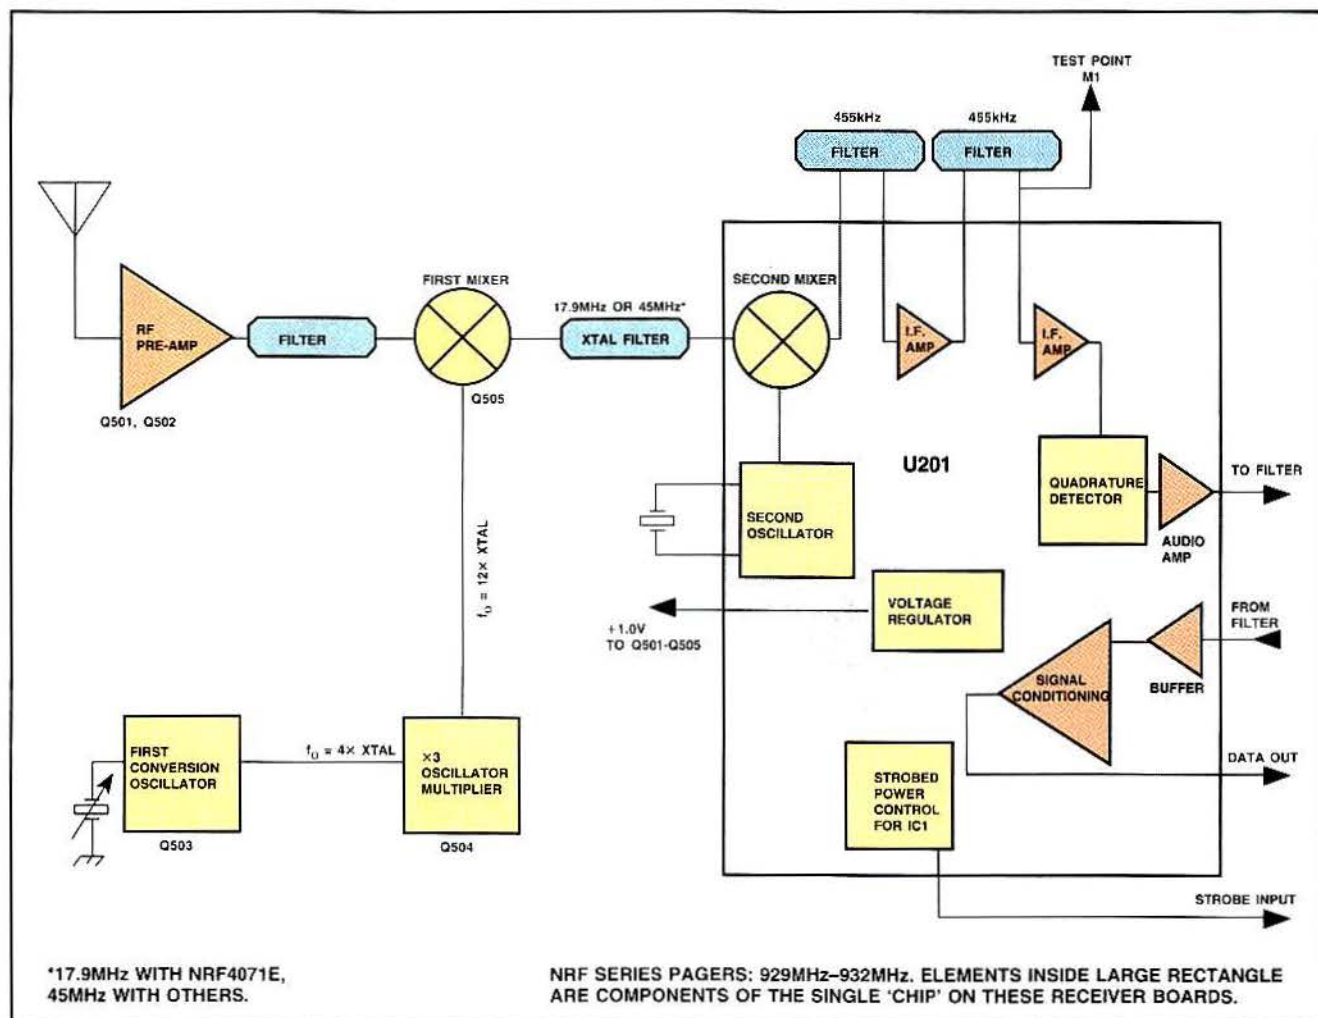 TEST POINT
M1
455kHz
455kHz
FILTER
FILTER
FIRST MIXER
SECOND MIXER
17.9MHz OR 45MHz*
RF
PRE-AMP
FILTER
XTAL FILTER
I.F.
AMP
I.F.
AMP
Q501, Q502
Q505
U201
QUADRATURE
DETECTOR
TO FILTER
SECOND
OSCILLATOR
AUDIO
AMP
fO = 12× XTAL
VOLTAGE
REGULATOR
FROM
FILTER
+1.0V
TO Q501-Q505
SIGNAL
CONDITIONING
BUFFER
FIRST
CONVERSION
OSCILLATOR
fO = 4× XTAL
×3
OSCILLATOR
MULTIPLIER
DATA OUT
STROBED
POWER
CONTROL
FOR IC1
Q503
Q504
STROBE INPUT
*17.9MHz WITH NRF4071E,
45MHz WITH OTHERS.
NRF SERIES PAGERS: 929MHz–932MHz. ELEMENTS INSIDE LARGE RECTANGLE
ARE COMPONENTS OF THE SINGLE 'CHIP' ON THESE RECEIVER BOARDS.